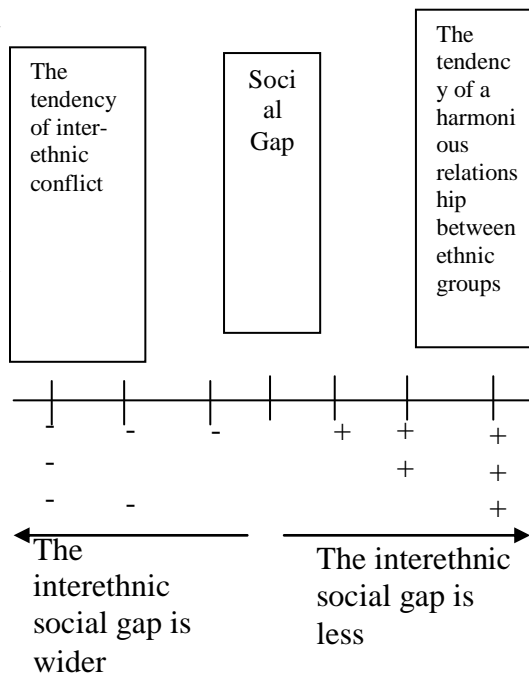 The
tendency
of inter-
ethnic
conflict
Soci
al
Gap
The
tendenc
y of a
harmoni
ous
relations
hip
between
ethnic
groups
- - - + + +
- + +
- - +
The
interethnic
social gap is
wider
The interethnic
social gap is
less